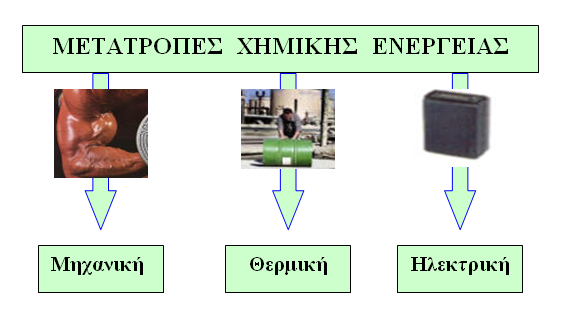 ΜΕΤΑΤΡΟΠΕΣ ΧΗΜΙΚΗΣ ΕΝΕΡΓΕΙΑΣ
Μηχανική Θερμική Ηλεκτρική